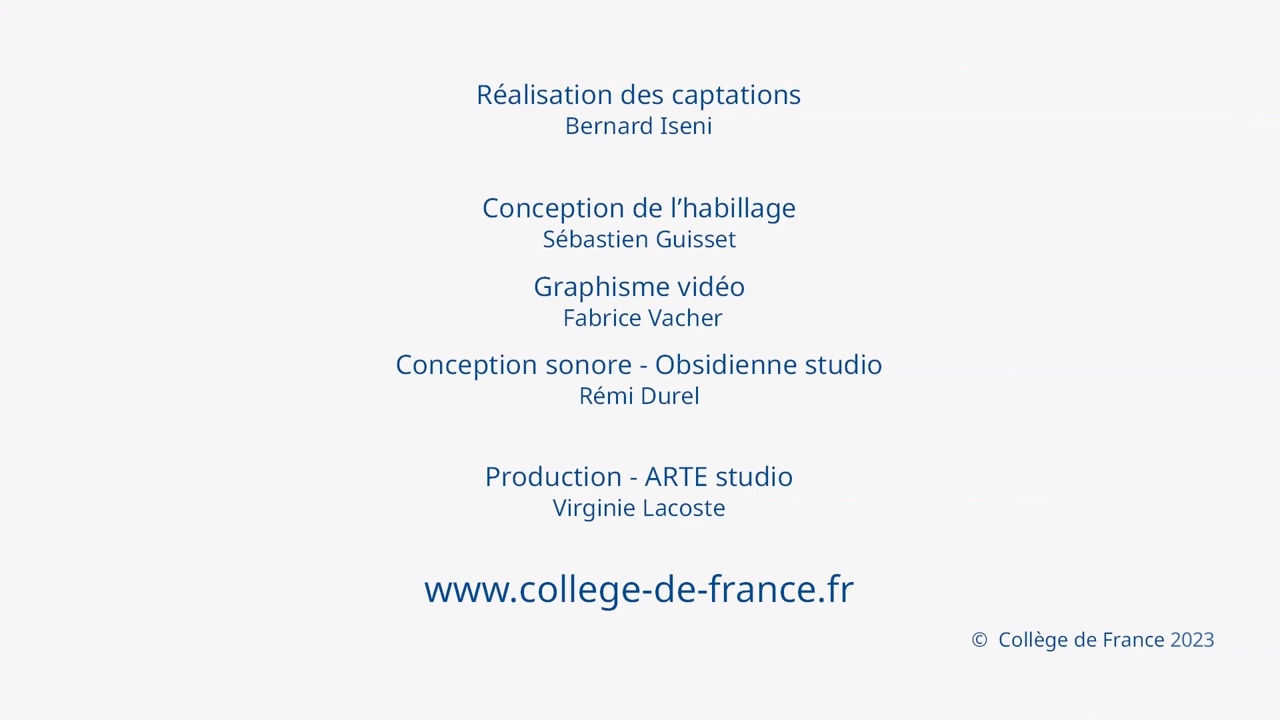 Réalisation des captations
Bernard Iseni
Conception de l’habillage
Sébastien Guisset
Graphisme vidéo
Fabrice Vacher
Conception sonore - Obsidienne studio
Rémi Durel
Production - ARTE studio
Virginie Lacoste
www.college-de-france.fr
© Collège de France 2023